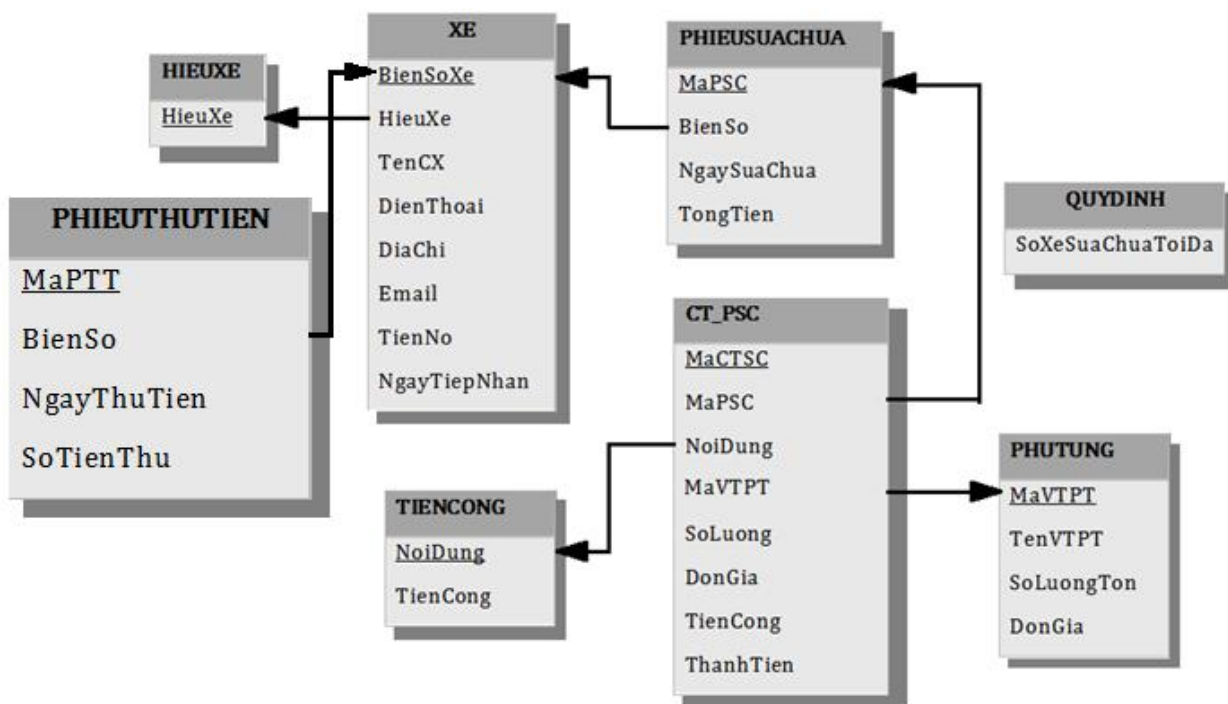 HIEUXE
HieuXe
PHIEUTHUTIEN
MaPTT
BienSo
NgayThuTien
SoTienThu
XE
BienSoXe
HieuXe
TenCX
DienThoai
DiaChi
Email
TienNo
NgayTiepNhan
PHIEUSUACHUA
MaPSC
BienSo
NgaySuaChua
TongTien
QUYDINH
SoXeSuaChuaToiDa
CT_PSC
MaCTSC
MaPSC
NoiDung
MaVTPT
SoLuong
DonGia
TienCong
ThanhTien
TIENCONG
NoiDung
TienCong
PHUTUNG
MaVTPT
TenVTPT
SoLuongTon
DonGia